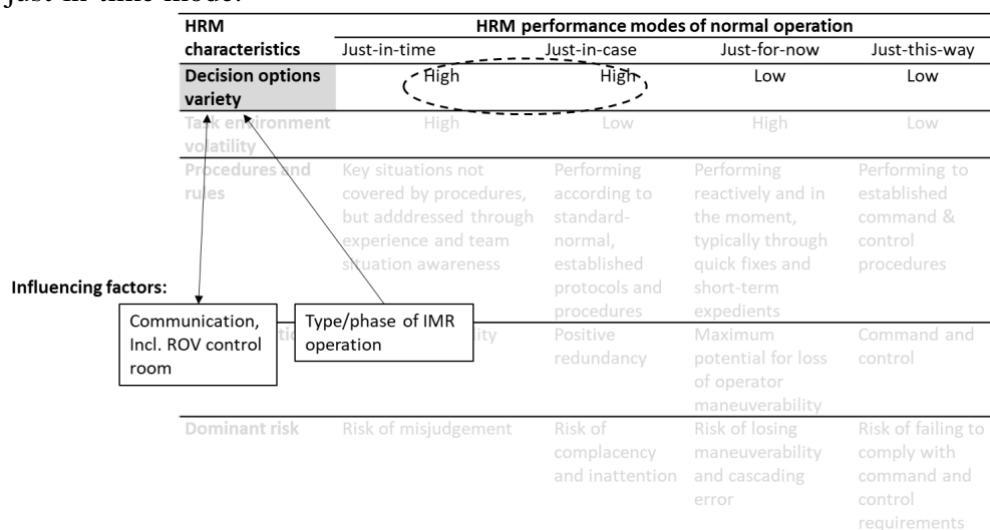 just-in-time mode.
HRM HRM performance modes of normal operation
characteristics Just-in-time Just-in-case Just-for-now Just-this-way
Decision options High High Low Low
variety
Task environment High Low High Low
volatility
Procedures and Key situations not Performing Performing Performing to
rules covered by procedures, according to reactively and in established
but adddressed through standard- the moment, command &
experience and team normal, typically through control
situation awareness established quick fixes and procedures
protocols and short-term
procedures expedients
Influencing factors:
Communication, Type/phase of IMR Positive Maximum Command and
Incl. ROV control operation redundancy potential for loss control
room of operator
maneuverability
Dominant risk Risk of misjudgement Risk of Risk of losing Risk of failing to
complacency maneuverability comply with
and inattention and cascading command and
error control
requirements